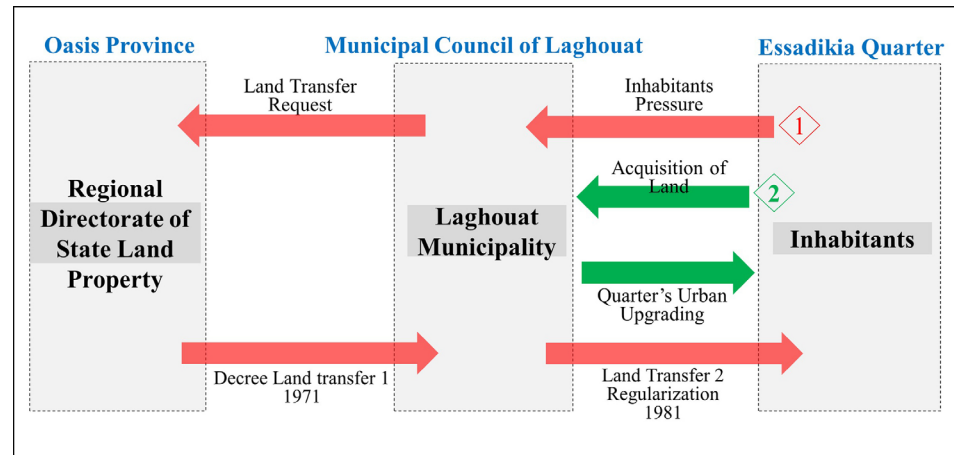 Oasis Province
Municipal Council of Laghouat
Essadikia Quarter
Land Transfer
Request
Inhabitants
Pressure
1
Acquisition of
Land
2
Regional
Directorate of
State Land
Property
Laghouat
Municipality
Inhabitants
Quarter's Urban
Upgrading
Decree Land transfer 1
1971
Land Transfer 2
Regularization
1981